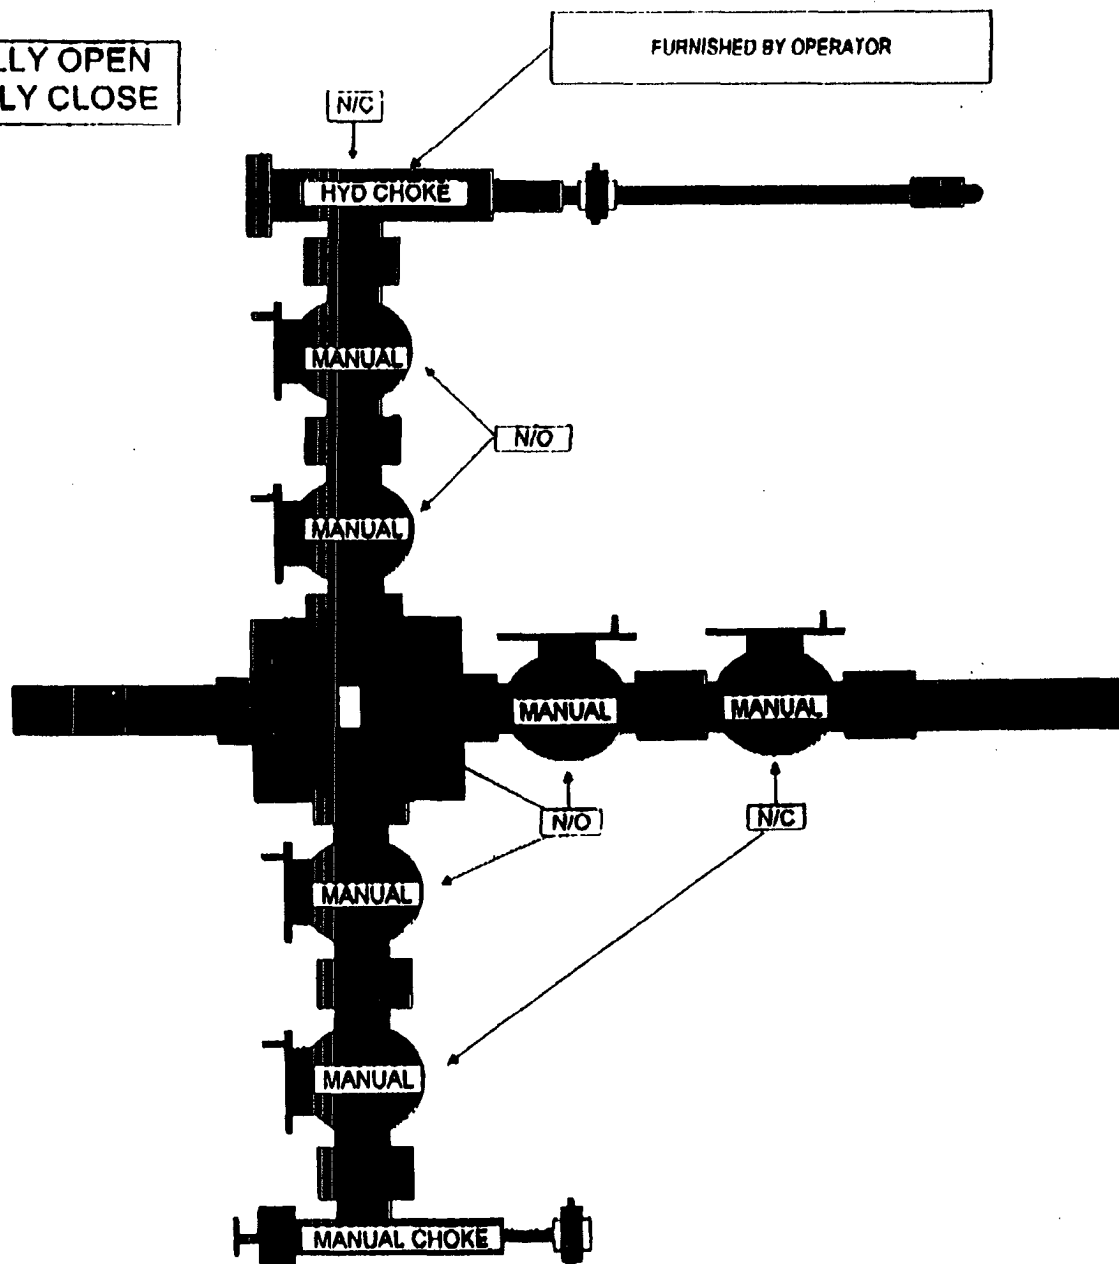 LLY OPEN
LY CLOSE
FURNISHED BY OPERATOR
N/C
HYD CHOKE
MANUAL
N/O
MANUAL
MANUAL
MANUAL
N/O
N/C
MANUAL
MANUAL
MANUAL CHOKE